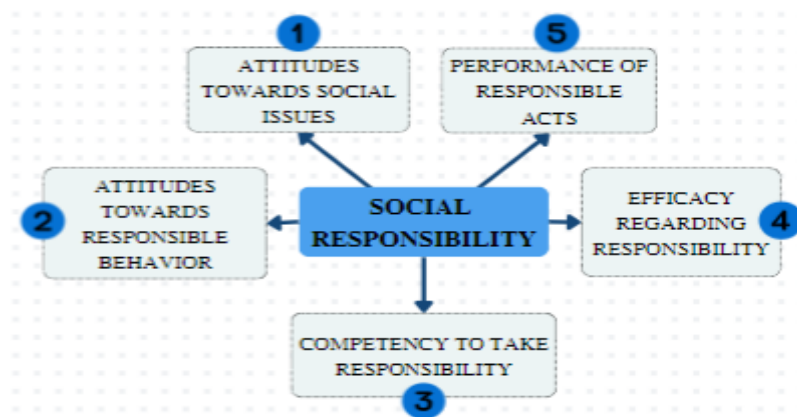 1
ATTITUDES
TOWARDS SOCIAL
ISSUES
5
PERFORMANCE OF
RESPONSIBLE
ACTS
2
ATTITUDES
TOWARDS
RESPONSIBLE
BEHAVIOR
SOCIAL
RESPONSIBILITY
EFFICACY
REGARDING
RESPONSIBILITY
4
COMPETENCY TO TAKE
RESPONSIBILITY
3